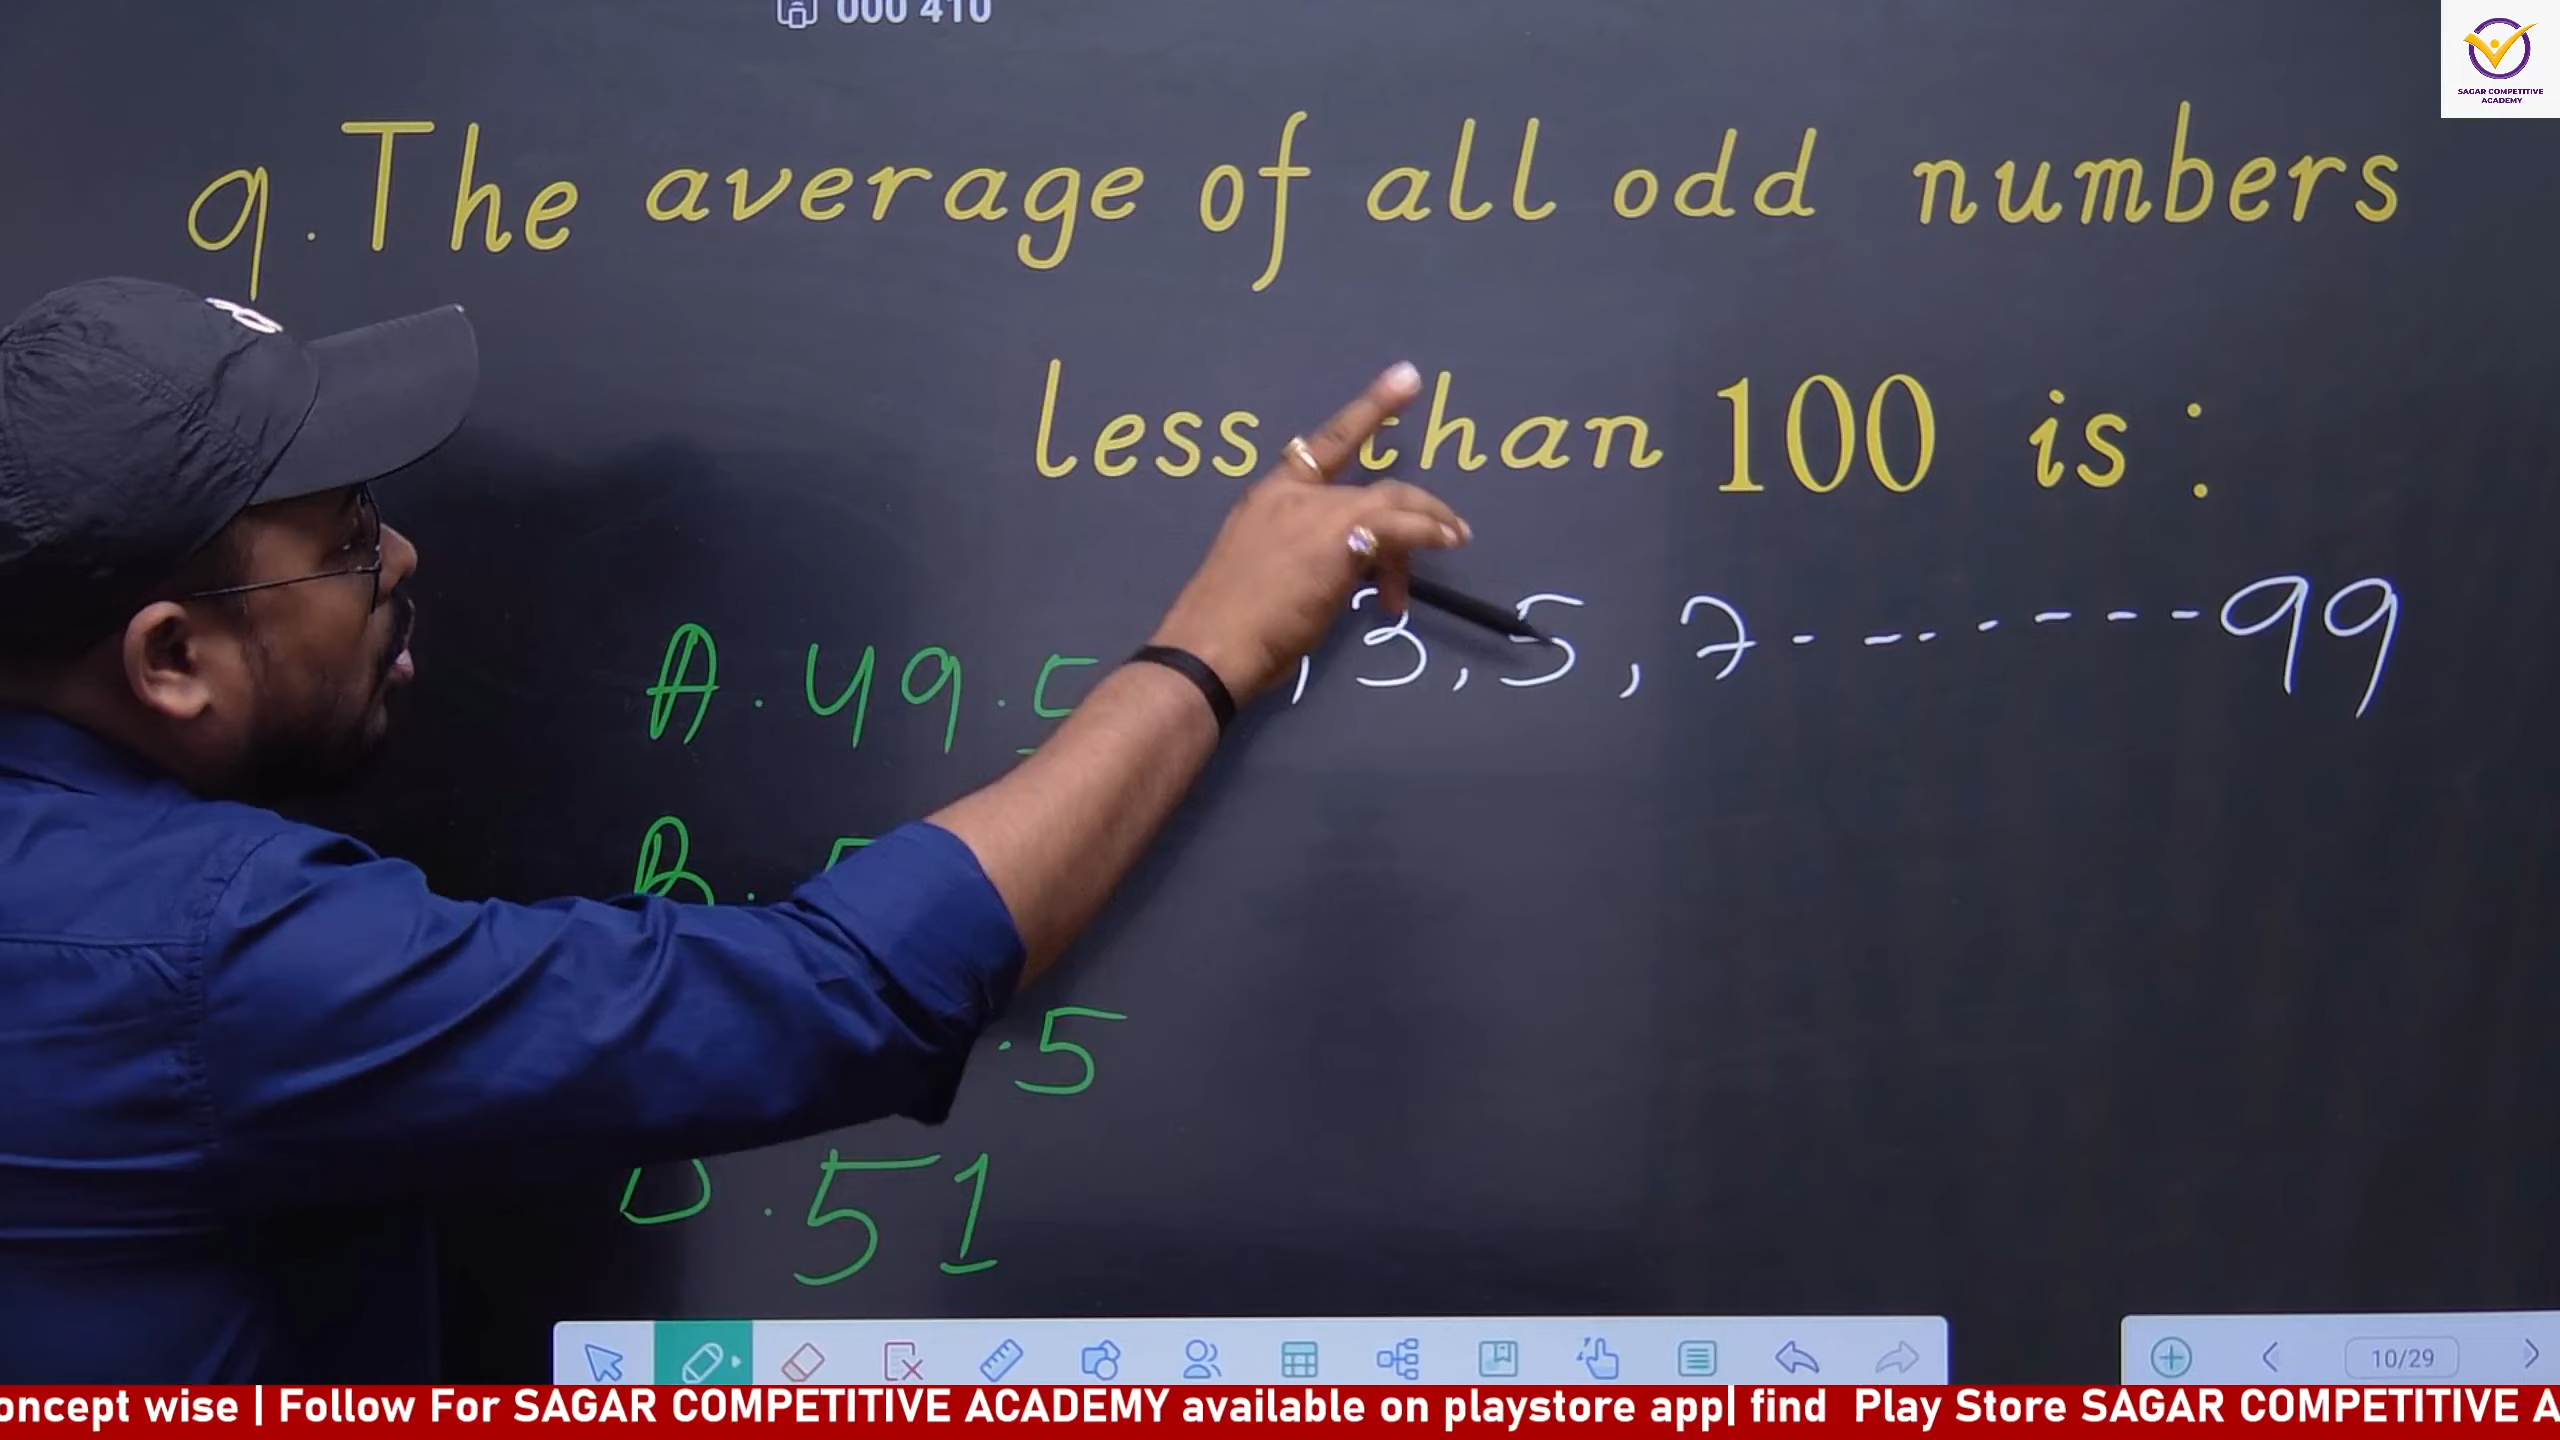 000 410
SAGAR COMPETITIVE
ACADEMY
9. The average of all odd numbers
less than 100 is :
, 3, 5, 7 - - - - - - - 99
A. 49.5
B.
.5
D. 51
10/29
oncept wise | Follow For SAGAR COMPETITIVE ACADEMY available on playstore app| find Play Store SAGAR COMPETITIVE A